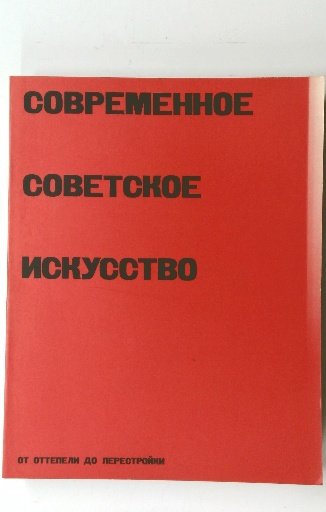 СОВРЕМЕННОЕ
СОВЕТСКОЕ
ИСКУССТВО
ОТ ОТТЕПЕЛИ ДО ПЕРЕСТРОЙКИ